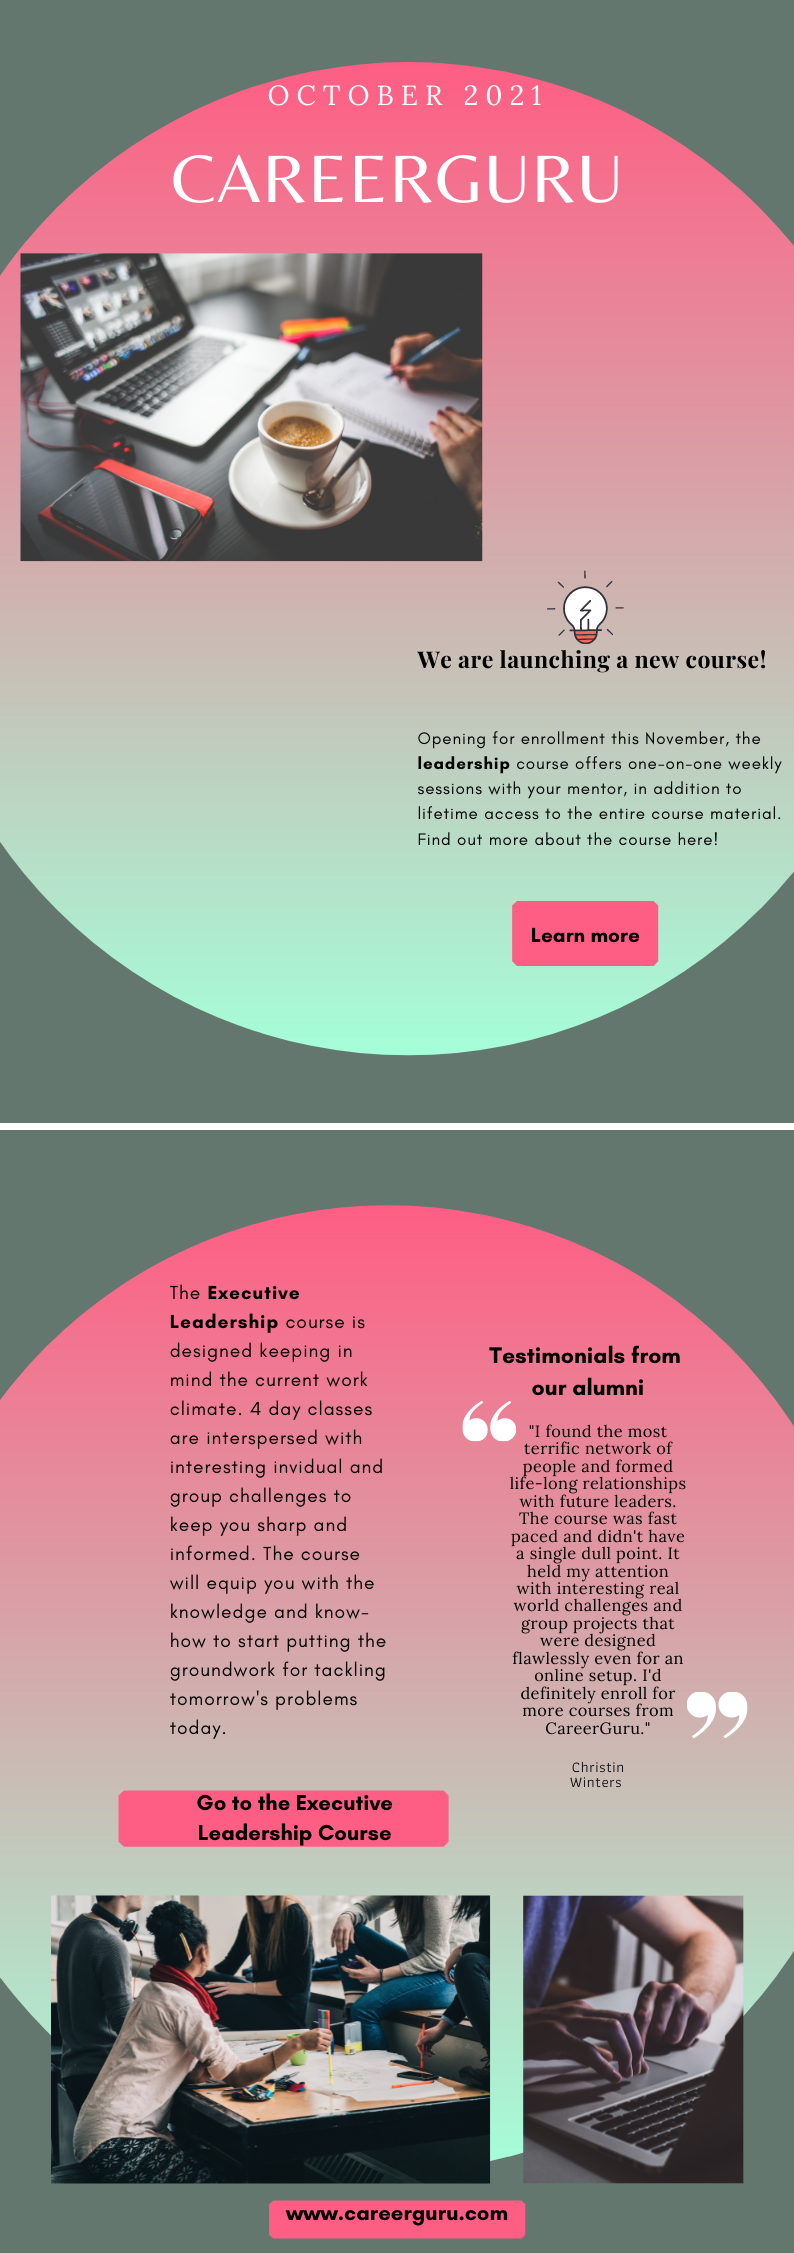 OCTOBER 2021
CAREERGURU
We are launching a new course!
Opening for enrollment this November, the
leadership course offers one-on-one weekly
sessions with your mentor, in addition to
lifetime access to the entire course material.
Find out more about the course here!
Learn more
The Executive
Leadership course is
designed keeping in
mind the current work
climate. 4 day classes
are interspersed with
interesting invidual and
group challenges to
keep you sharp and
informed. The course
will equip you with the
knowledge and know-
how to start putting the
groundwork for tackling
tomorrow's problems
today.
Go to the Executive
Leadership Course
Testimonials from
our alumni
"I found the most
terrific network of
people and formed
life-long relationships
with future leaders.
The course was fast
paced and didn't have
a single dull point. It
held my attention
with interesting real
world challenges and
group projects that
were designed
flawlessly even for an
online setup. I'd
definitely enroll for
more courses from
CareerGuru."
Christin
Winters
www.careerguru.com